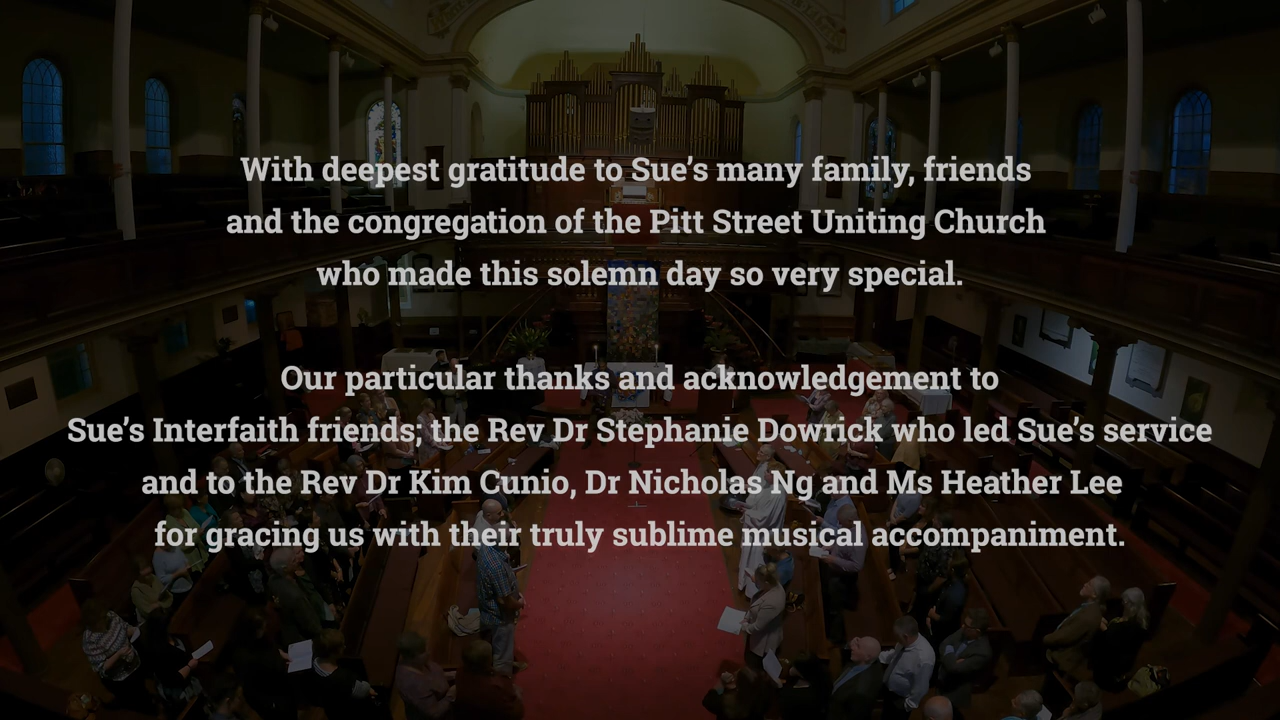 With deepest gratitude to Sue’s many family, friends
and the congregation of the Pitt Street Uniting Church
who made this solemn day so very special.
Our particular thanks and acknowledgement to
Sue’s Interfaith friends; the Rev Dr Stephanie Dowrick who led Sue’s service
and to the Rev Dr Kim Cunio, Dr Nicholas Ng and Ms Heather Lee
for gracing us with their truly sublime musical accompaniment.